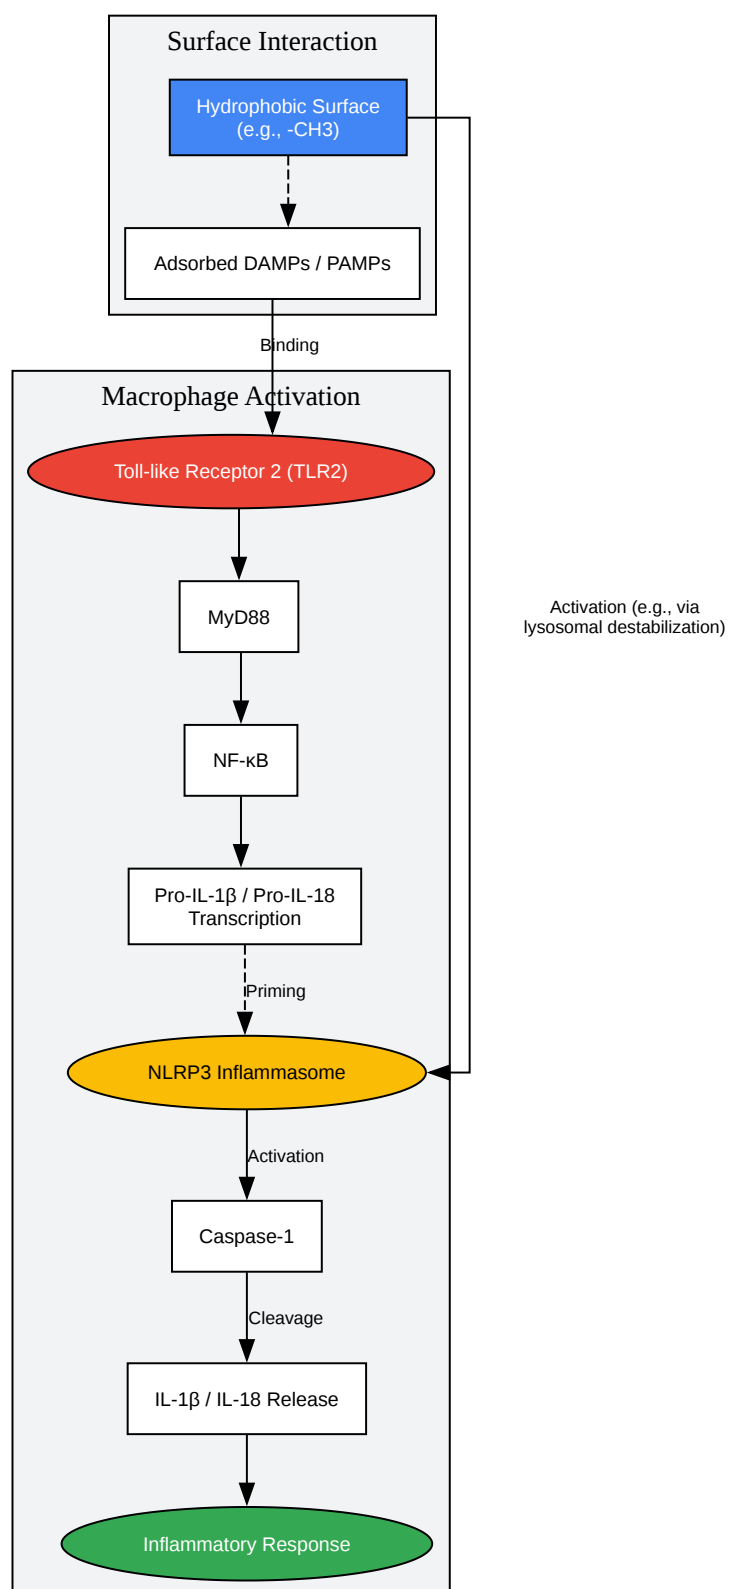 Surface Interaction
Hydrophobic Surface
(e.g., -CH3)
Adsorbed DAMPs / PAMPs
Binding
Macrophage Activation
Toll-like Receptor 2 (TLR2)
MyD88
Activation (e.g., via
lysosomal destabilization)
NF-κB
Pro-IL-1β / Pro-IL-18
Transcription
Priming
NLRP3 Inflammasome
Activation
Caspase-1
Cleavage
IL-1β / IL-18 Release
Inflammatory Response